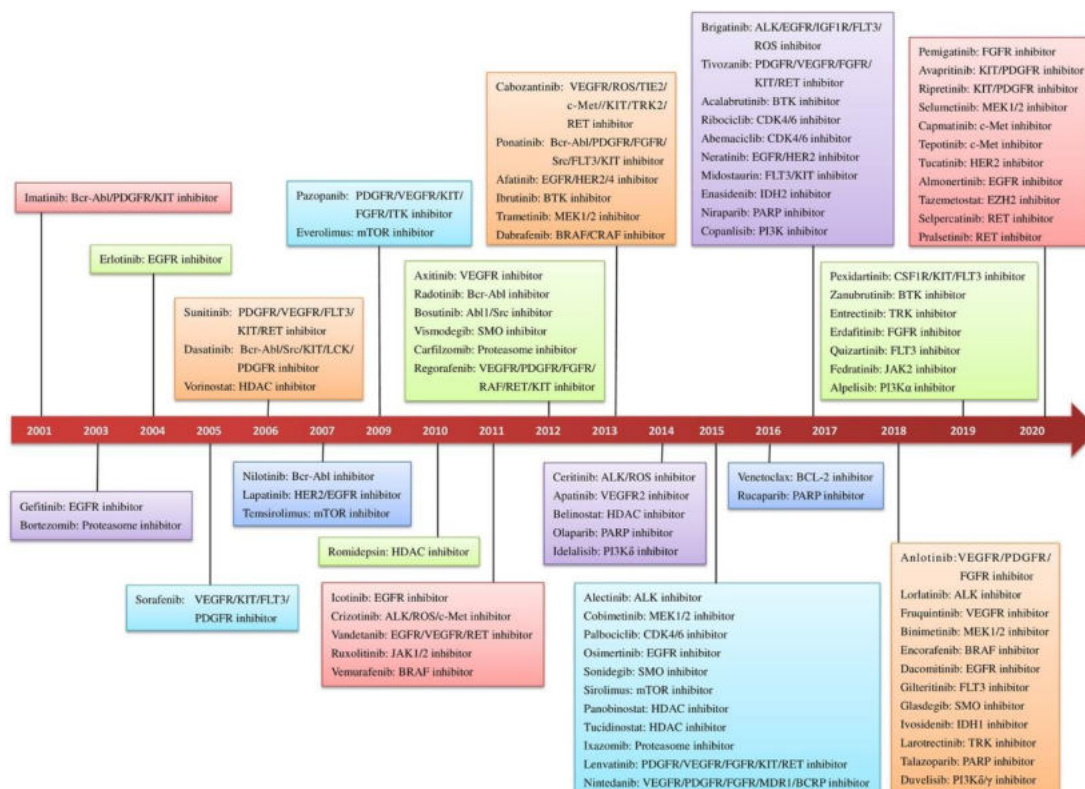 Imatinib: Bcr-Abl/PDGFR/KIT inhibitor
Erlotinib: EGFR inhibitor
Sunitinib: PDGFR/VEGFR/FLT3/
KIT/RET inhibitor
Dasatinib: Bcr-Abl/Src/KIT/LCK/
PDGFR inhibitor
Vorinostat: HDAC inhibitor
Pazopanib: PDGFR/VEGFR/KIT/
FGFR/ITK inhibitor
Everolimus: mTOR inhibitor
Axitinib: VEGFR inhibitor
Radotinib: Bcr-Abl inhibitor
Bosutinib: Abl1/Src inhibitor
Vismodegib: SMO inhibitor
Carfilzomib: Proteasome inhibitor
Regorafenib: VEGFR/PDGFR/FGFR/
RAF/RET/KIT inhibitor
Cabozantinib: VEGFR/ROS/TIE2/
c-Met//KIT/TRK2/
RET inhibitor
Ponatinib: Bcr-Abl/PDGFR/FGFR/
Src/FLT3/KIT inhibitor
Afatinib: EGFR/HER2/4 inhibitor
Ibrutinib: BTK inhibitor
Trametinib: MEK1/2 inhibitor
Dabrafenib: BRAF/CRAF inhibitor
Brigatinib: ALK/EGFR/IGF1R/FLT3/
ROS inhibitor
Tivozanib: PDGFR/VEGFR/FGFR/
KIT/RET inhibitor
Acalabrutinib: BTK inhibitor
Ribociclib: CDK4/6 inhibitor
Abemaciclib: CDK4/6 inhibitor
Neratinib: EGFR/HER2 inhibitor
Midostaurin: FLT3/KIT inhibitor
Enasidenib: IDH2 inhibitor
Niraparib: PARP inhibitor
Copanlisib: PI3K inhibitor
Pemigatinib: FGFR inhibitor
Avapritinib: KIT/PDGFR inhibitor
Ripretinib: KIT/PDGFR inhibitor
Selumetinib: MEK1/2 inhibitor
Capmatinib: c-Met inhibitor
Tepotinib: c-Met inhibitor
Tucatinib: HER2 inhibitor
Almonertinib: EGFR inhibitor
Tazemetostat: EZH2 inhibitor
Selpercatinib: RET inhibitor
Pralsetinib: RET inhibitor
Pexidartinib: CSF1R/KIT/FLT3 inhibitor
Zanubrutinib: BTK inhibitor
Entrectinib: TRK inhibitor
Erdafitinib: FGFR inhibitor
Quizartinib: FLT3 inhibitor
Fedratinib: JAK2 inhibitor
Alpelisib: PI3Kα inhibitor
2001 2003 2004 2005 2006 2007 2009 2010 2011 2012 2013 2014 2015 2016 2017 2018 2019 2020
Gefitinib: EGFR inhibitor
Bortezomib: Proteasome inhibitor
Sorafenib: VEGFR/KIT/FLT3/
PDGFR inhibitor
Nilotinib: Bcr-Abl inhibitor
Lapatinib: HER2/EGFR inhibitor
Temsirolimus: mTOR inhibitor
Romidepsin: HDAC inhibitor
Icotinib: EGFR inhibitor
Crizotinib: ALK/ROS/c-Met inhibitor
Vandetanib: EGFR/VEGFR/RET inhibitor
Ruxolitinib: JAK1/2 inhibitor
Vemurafenib: BRAF inhibitor
Ceritinib: ALK/ROS inhibitor
Apatinib: VEGFR2 inhibitor
Belinostat: HDAC inhibitor
Olaparib: PARP inhibitor
Idelalisib: PI3Kδ inhibitor
Alectinib: ALK inhibitor
Cobimetinib: MEK1/2 inhibitor
Palbociclib: CDK4/6 inhibitor
Osimertinib: EGFR inhibitor
Sonidegib: SMO inhibitor
Sirolimus: mTOR inhibitor
Panobinostat: HDAC inhibitor
Tucidinostat: HDAC inhibitor
Ixazomib: Proteasome inhibitor
Lenvatinib: PDGFR/VEGFR/FGFR/KIT/RET inhibitor
Nintedanib: VEGFR/PDGFR/FGFR/MDR1/BCRP inhibitor
Venetoclax: BCL-2 inhibitor
Rucaparib: PARP inhibitor
Anlotinib: VEGFR/PDGFR/
FGFR inhibitor
Lorlatinib: ALK inhibitor
Fruquintinib: VEGFR inhibitor
Binimetinib: MEK1/2 inhibitor
Encorafenib: BRAF inhibitor
Dacomitinib: EGFR inhibitor
Gilteritinib: FLT3 inhibitor
Glasdegib: SMO inhibitor
Ivosidenib: IDH1 inhibitor
Larotrectinib: TRK inhibitor
Talazoparib: PARP inhibitor
Duvelisib: PI3Kδ/γ inhibitor